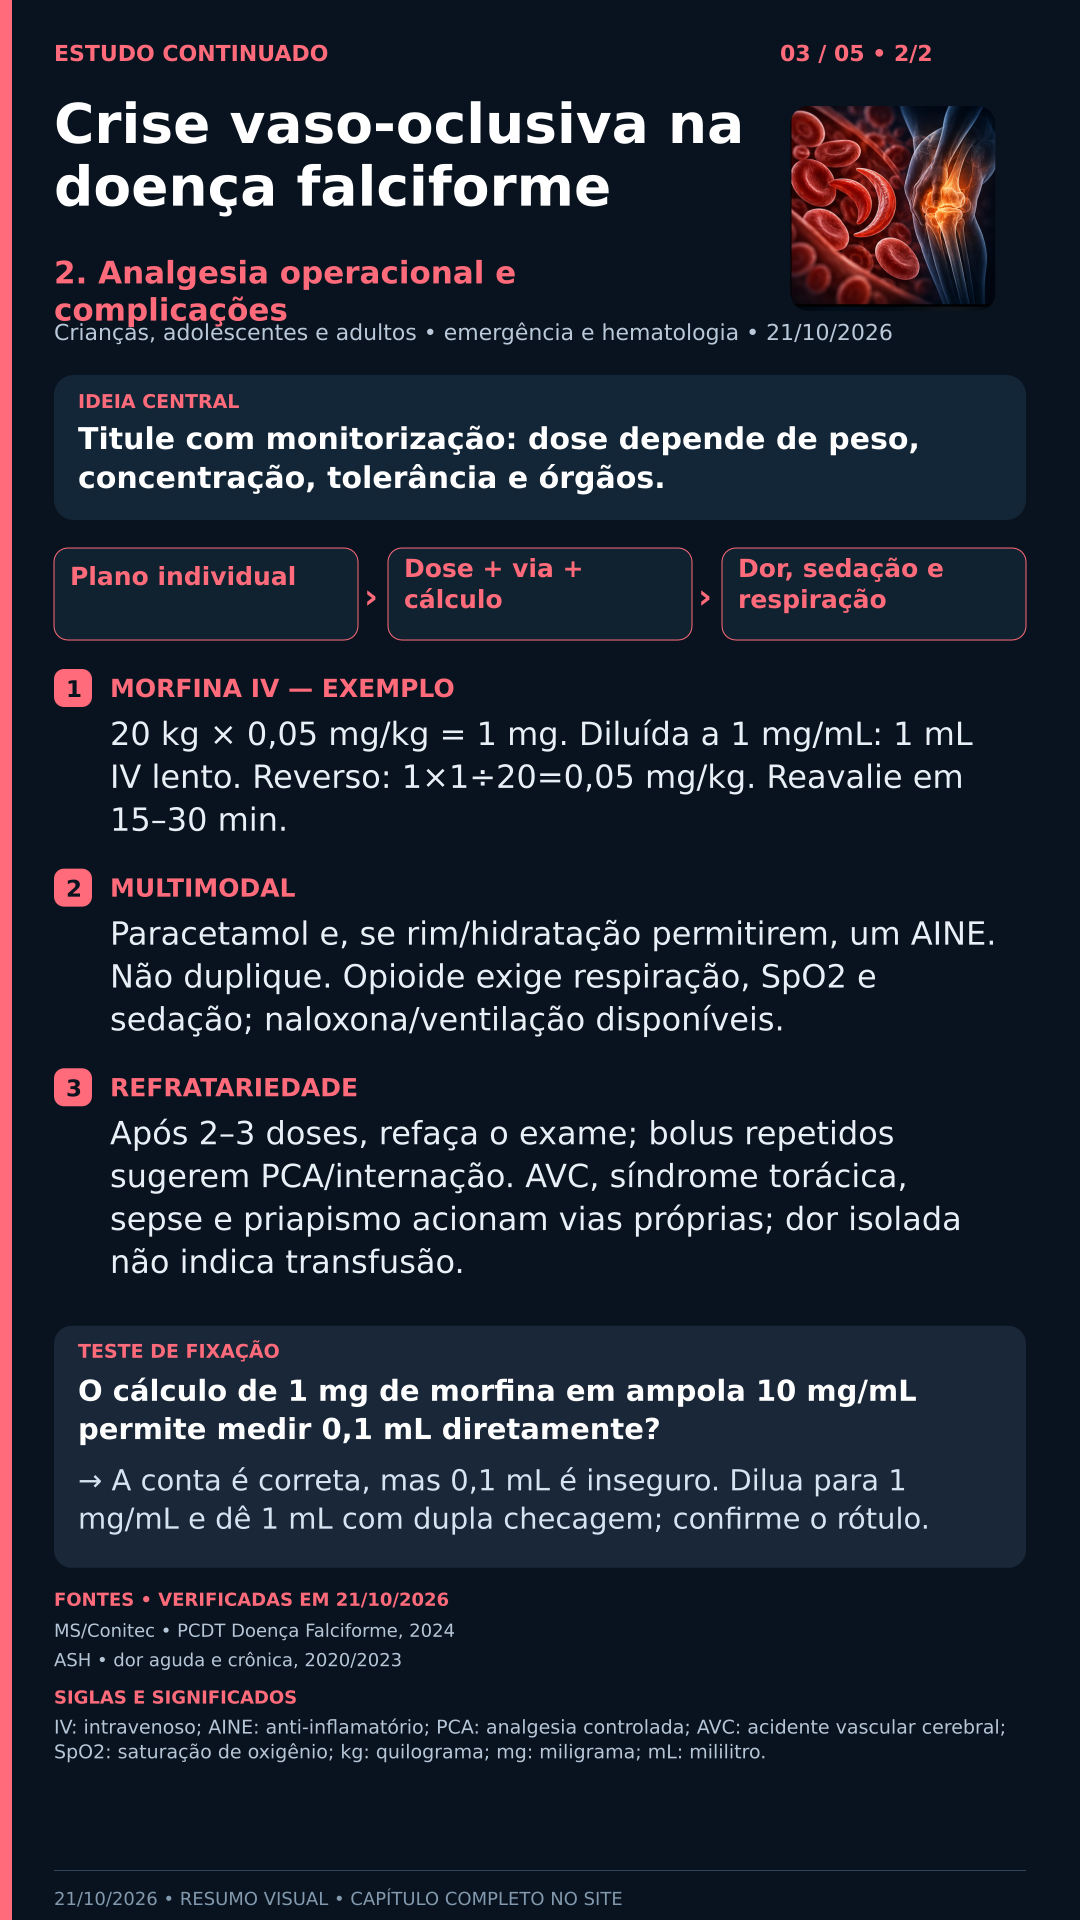 ESTUDO CONTINUADO
03 / 05 • 2/2
Crise vaso-oclusiva na
doença falciforme
2. Analgesia operacional e
complicações
Crianças, adolescentes e adultos • emergência e hematologia • 21/10/2026
IDEIA CENTRAL
Titule com monitorização: dose depende de peso,
concentração, tolerância e órgãos.
Plano individual
›
Dose + via +
cálculo
›
Dor, sedação e
respiração
1 MORFINA IV — EXEMPLO
20 kg × 0,05 mg/kg = 1 mg. Diluída a 1 mg/mL: 1 mL
IV lento. Reverso: 1×1÷20=0,05 mg/kg. Reavalie em
15–30 min.
2 MULTIMODAL
Paracetamol e, se rim/hidratação permitirem, um AINE.
Não duplique. Opioide exige respiração, SpO2 e
sedação; naloxona/ventilação disponíveis.
3 REFRATARIEDADE
Após 2–3 doses, refaça o exame; bolus repetidos
sugerem PCA/internação. AVC, síndrome torácica,
sepse e priapismo acionam vias próprias; dor isolada
não indica transfusão.
TESTE DE FIXAÇÃO
O cálculo de 1 mg de morfina em ampola 10 mg/mL
permite medir 0,1 mL diretamente?
→ A conta é correta, mas 0,1 mL é inseguro. Dilua para 1
mg/mL e dê 1 mL com dupla checagem; confirme o rótulo.
FONTES • VERIFICADAS EM 21/10/2026
MS/Conitec • PCDT Doença Falciforme, 2024
ASH • dor aguda e crônica, 2020/2023
SIGLAS E SIGNIFICADOS
IV: intravenoso; AINE: anti-inflamatório; PCA: analgesia controlada; AVC: acidente vascular cerebral;
SpO2: saturação de oxigênio; kg: quilograma; mg: miligrama; mL: mililitro.
21/10/2026 • RESUMO VISUAL • CAPÍTULO COMPLETO NO SITE